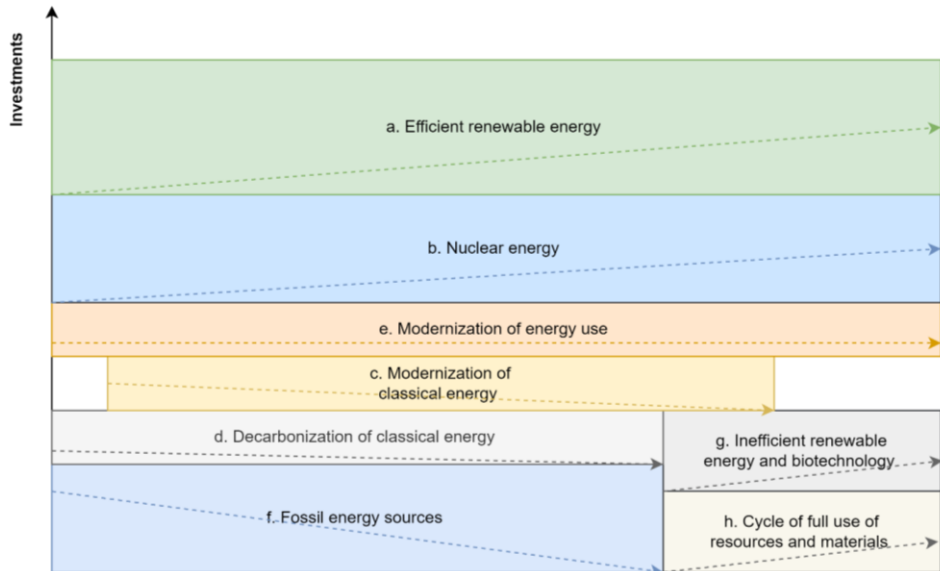 Investments
a. Efficient renewable energy
b. Nuclear energy
e. Modernization of energy use
c. Modernization of
classical energy
d. Decarbonization of classical energy
g. Inefficient renewable
energy and biotechnology
f. Fossil energy sources
h. Cycle of full use of
resources and materials